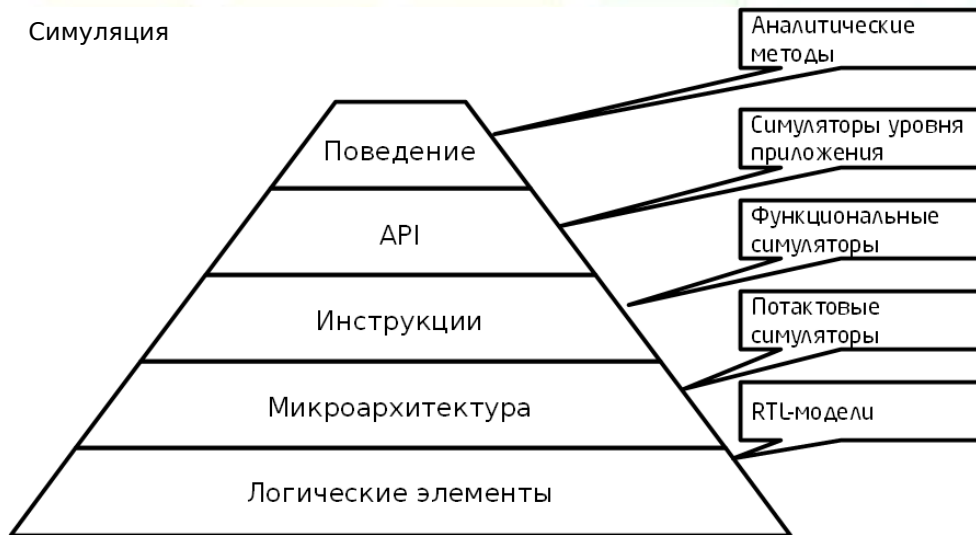 Симуляция
Аналитические
методы
Поведение
Симуляторы уровня
приложения
API
Функциональные
симуляторы
Инструкции
Потактовые
симуляторы
Микроархитектура
RTL-модели
Логические элементы